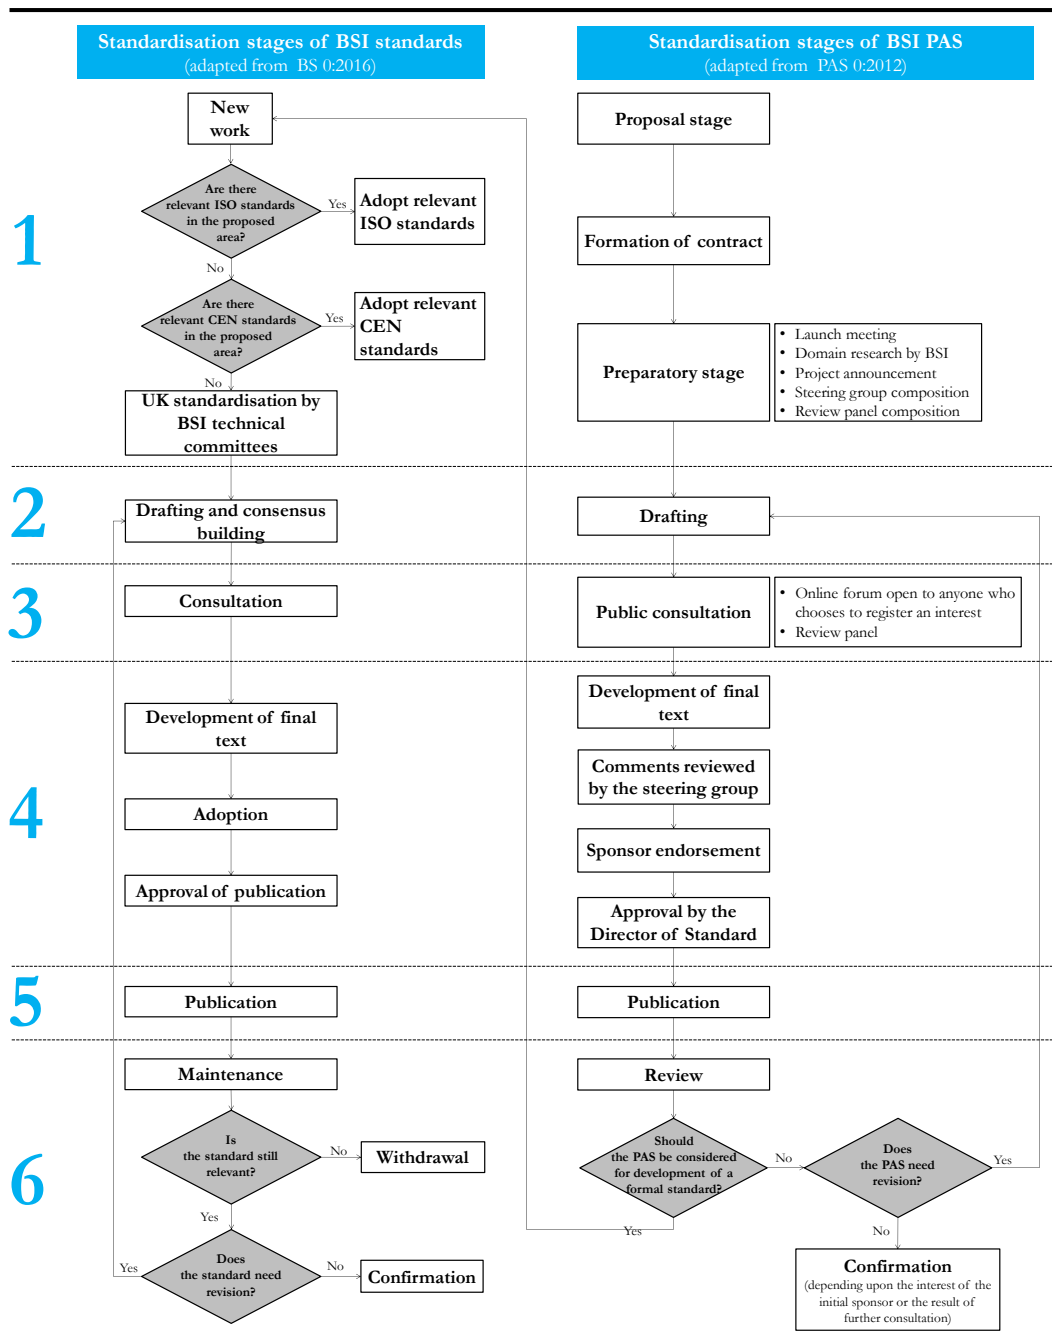 Standardisation stages of BSI standards
(adapted from BS 0:2016)
Standardisation stages of BSI PAS
(adapted from PAS 0:2012)
1
New
work
Are there
relevant ISO standards
in the proposed
area?
Yes
Adopt relevant
ISO standards
No
Are there
relevant CEN standards
in the proposed
area?
Yes
Adopt relevant
CEN
standards
No
UK standardisation by
BSI technical
committees
Proposal stage
Formation of contract
Preparatory stage
• Launch meeting
• Domain research by BSI
• Project announcement
• Steering group composition
• Review panel composition
2
Drafting and consensus
building
Drafting
3
Consultation
Public consultation
• Online forum open to anyone who
chooses to register an interest
• Review panel
4
Development of final
text
Adoption
Approval of publication
Development of final
text
Comments reviewed
by the steering group
Sponsor endorsement
Approval by the
Director of Standard
5
Publication
Publication
6
Maintenance
Is
the standard still
relevant?
No
Withdrawal
Yes
Does
the standard need
revision?
Yes
No
Confirmation
Review
Should
the PAS be considered
for development of a
formal standard?
Yes
No
Does
the PAS need
revision?
Yes
No
Confirmation
(depending upon the interest of the
initial sponsor or the result of
further consultation)